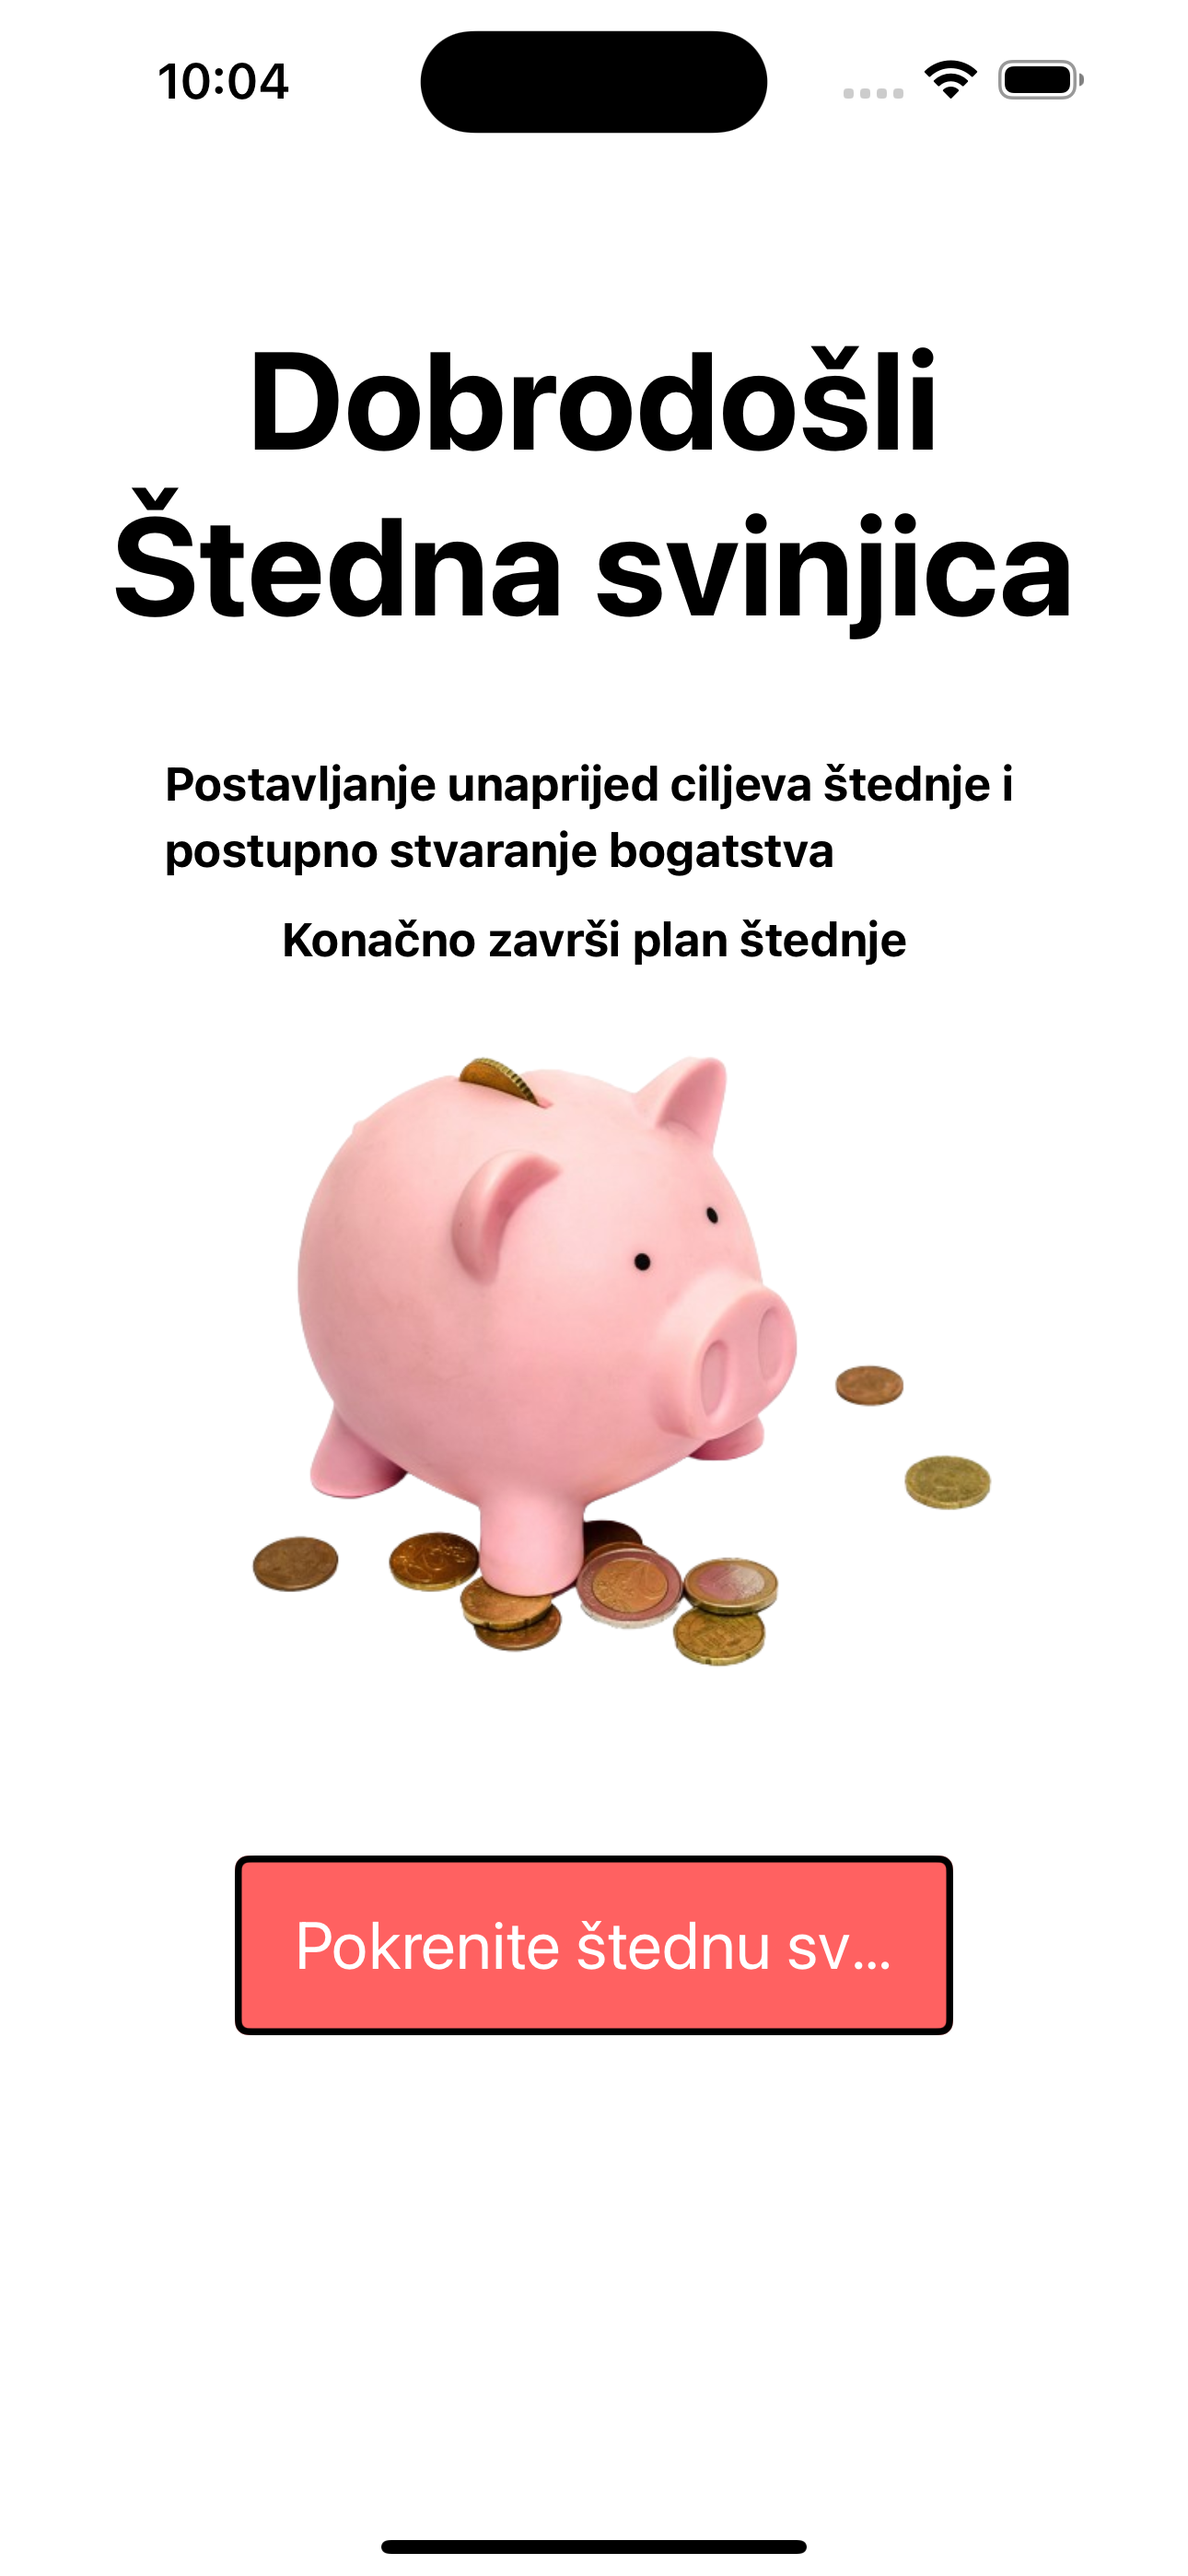 10:04
Dobrodošli
Štedna svinjica
Postavljanje unaprijed ciljeva štednje i
postupno stvaranje bogatstva
Konačno završi plan štednje
Pokrenite štednu sv...